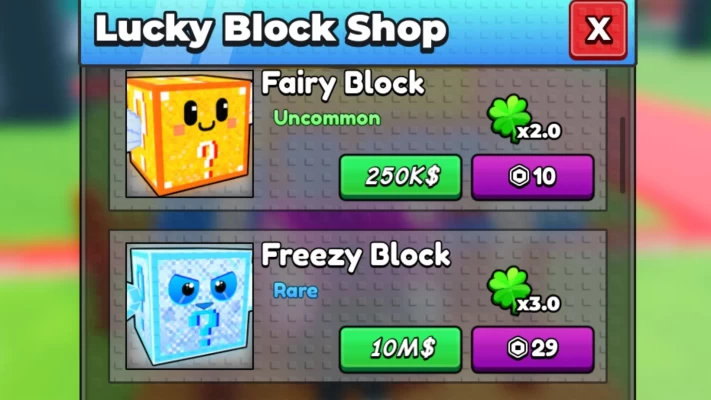 Lucky Block Shop
X
Fairy Block
Uncommon
x2.0
250K$
10
?
Freezy Block
Rare
x3.0
10M$
29
?